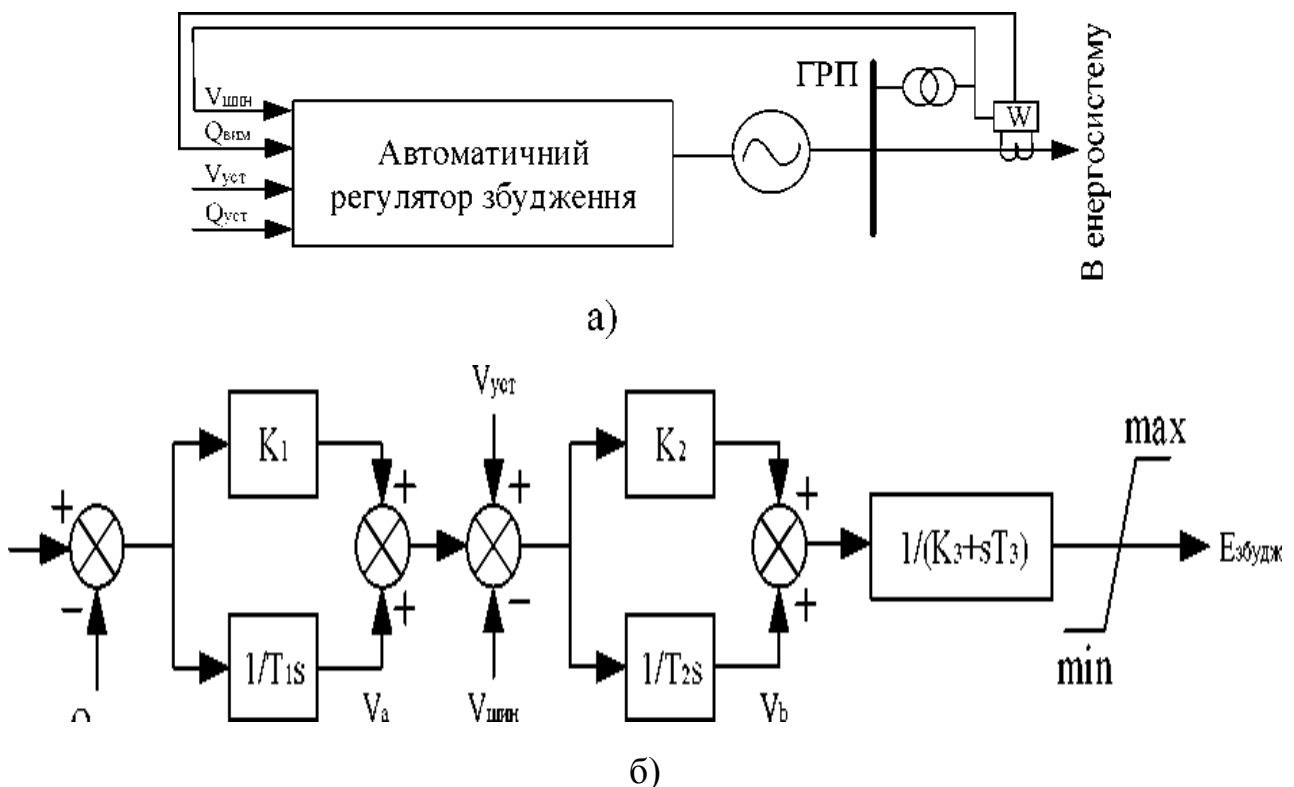 Vшин
Qвим
Vуст
Qуст
Автоматичний
регулятор збудження
ГРП
W
В енергосистему
а)
Vуст
K1
K2
max
+
+
+
+
1/(K3+sT3)
Eзбудж
−
+
−
+
1/T1s
1/T2s
min
Va
Vшин
Vb
б)